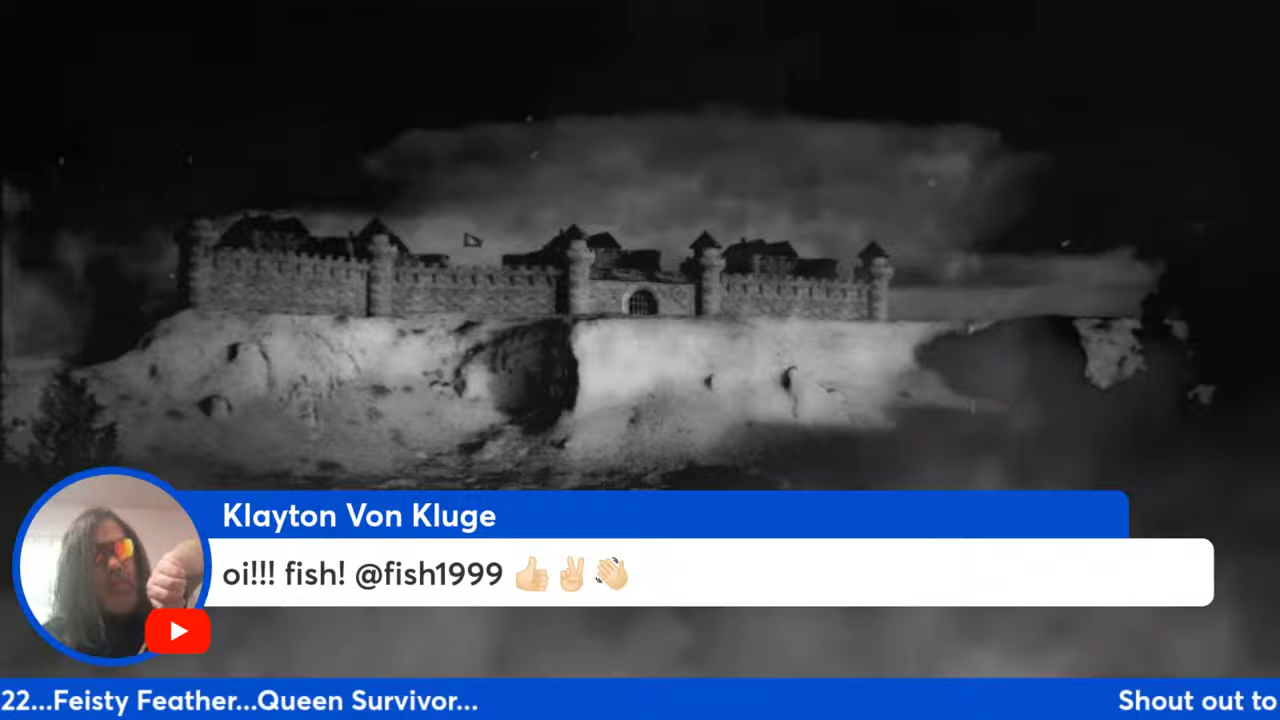 Klayton Von Kluge
oi!!! fish! @fish1999 👍🏼✌🏼👋🏼
22...Feisty Feather...Queen Survivor...
Shout out to